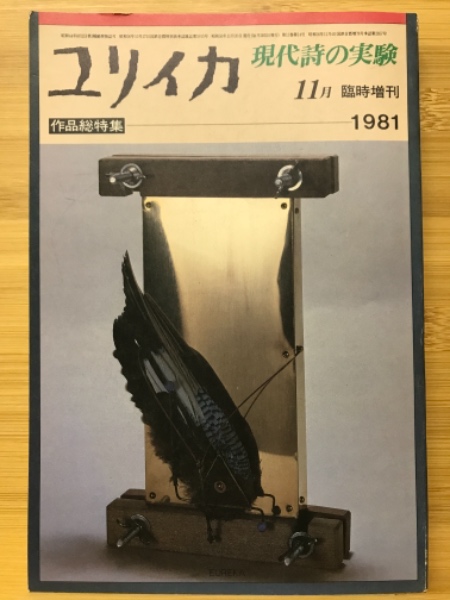 ユリイカ
現代詩の実験
11月 臨時増刊
作品総特集
1981